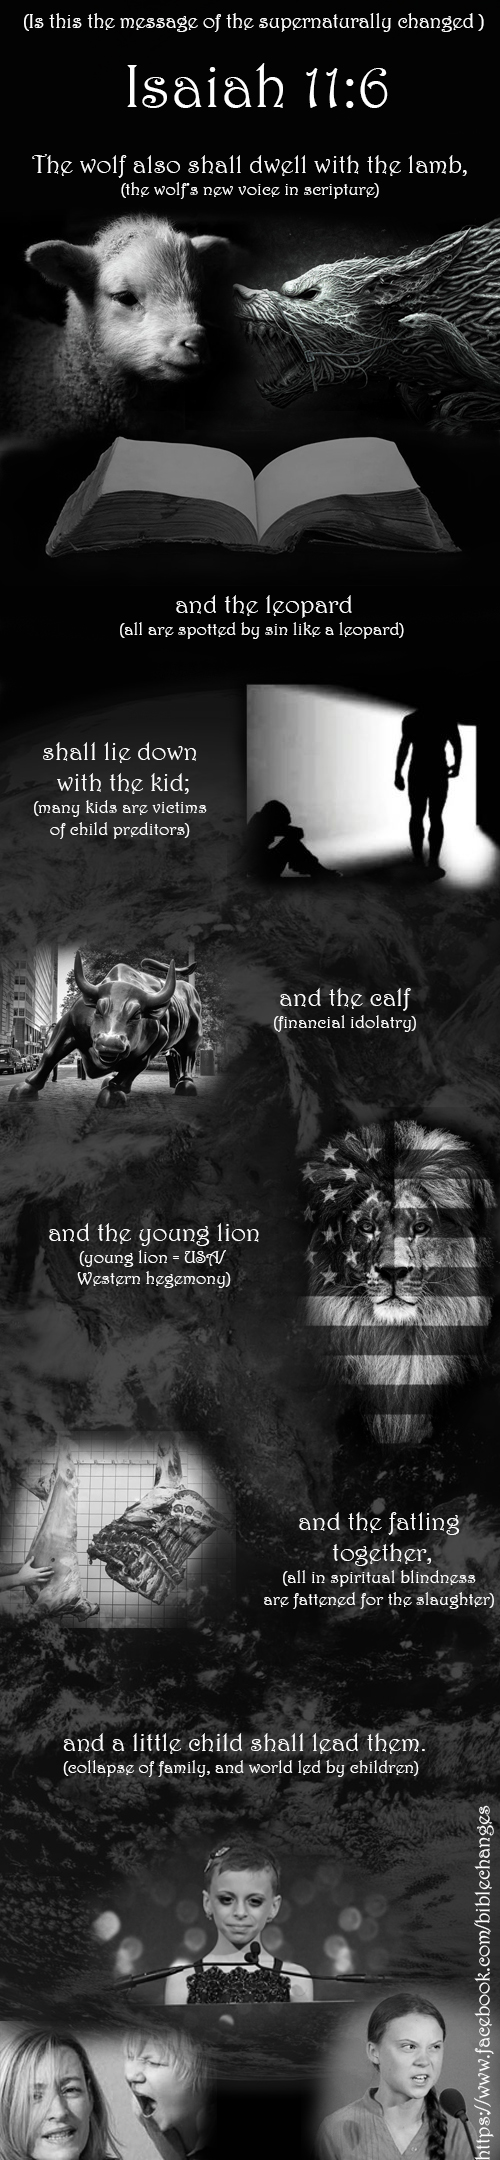 (Is this the message of the supernaturally changed )
Isaiah 11:6
The wolf also shall dwell with the lamb,
(the wolf's new voice in scripture)
and the leopard
(all are spotted by sin like a leopard)
shall lie down
with the kid;
(many kids are victims
of child preditors)
and the calf
(financial idolatry)
and the young lion
(young lion = USA/
Western hegemony)
and the fatling
together,
(all in spiritual blindness
are fattened for the slaughter)
and a little child shall lead them.
(collapse of family, and world led by children)
https://www.facebook.com/biblechanges